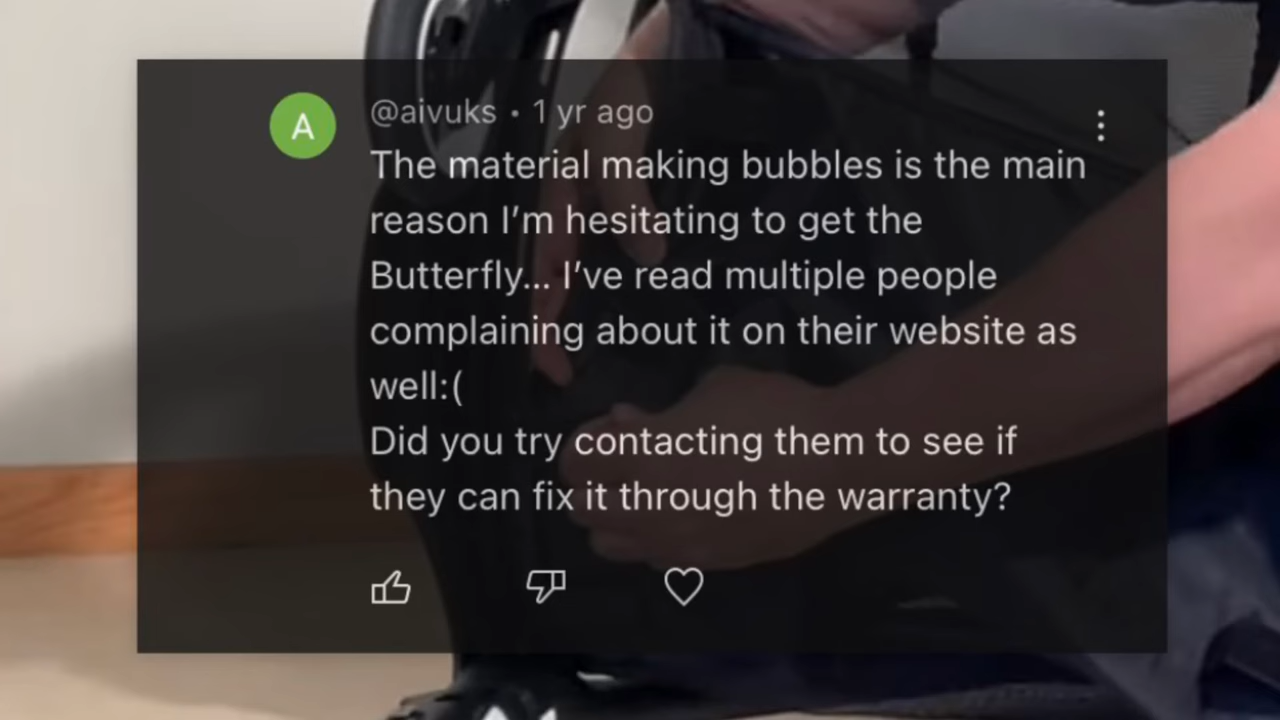 A
@aivuks • 1 yr ago
The material making bubbles is the main
reason I’m hesitating to get the
Butterfly... I’ve read multiple people
complaining about it on their website as
well:(
Did you try contacting them to see if
they can fix it through the warranty?